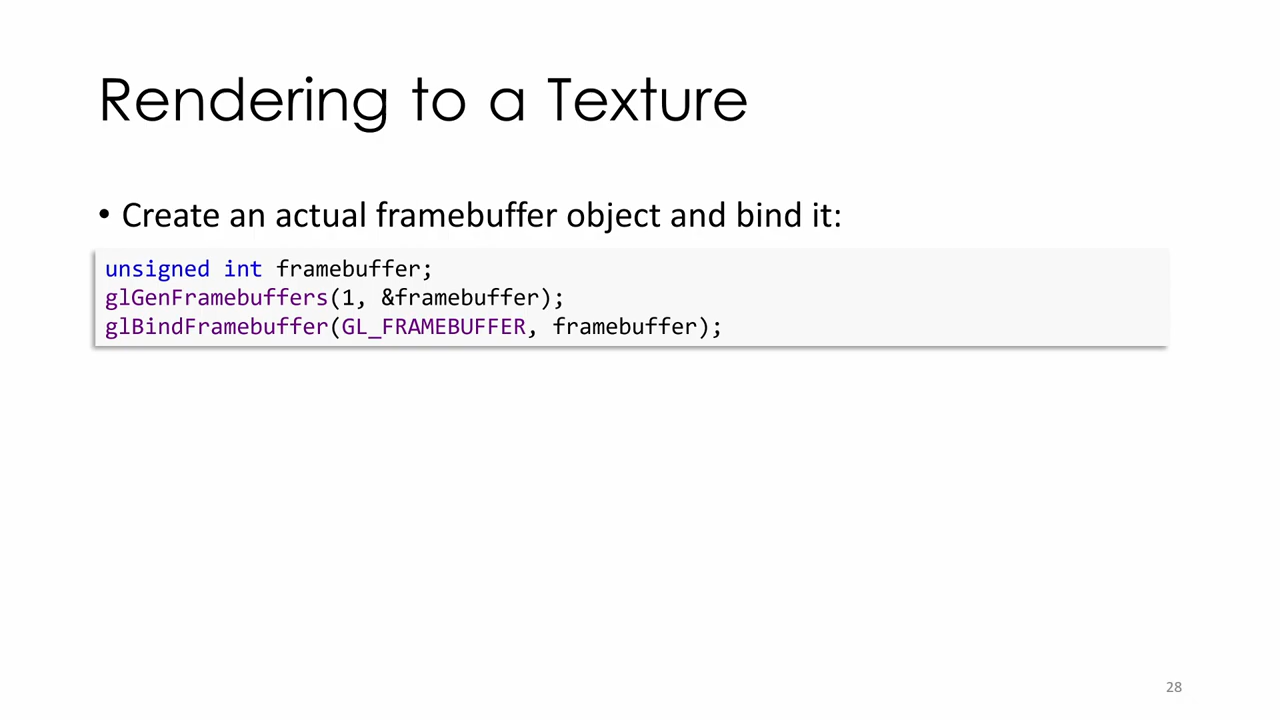 Rendering to a Texture
• Create an actual framebuffer object and bind it:
unsigned int framebuffer;
glGenFramebuffers(1, &framebuffer);
glBindFramebuffer(GL_FRAMEBUFFER, framebuffer);
28